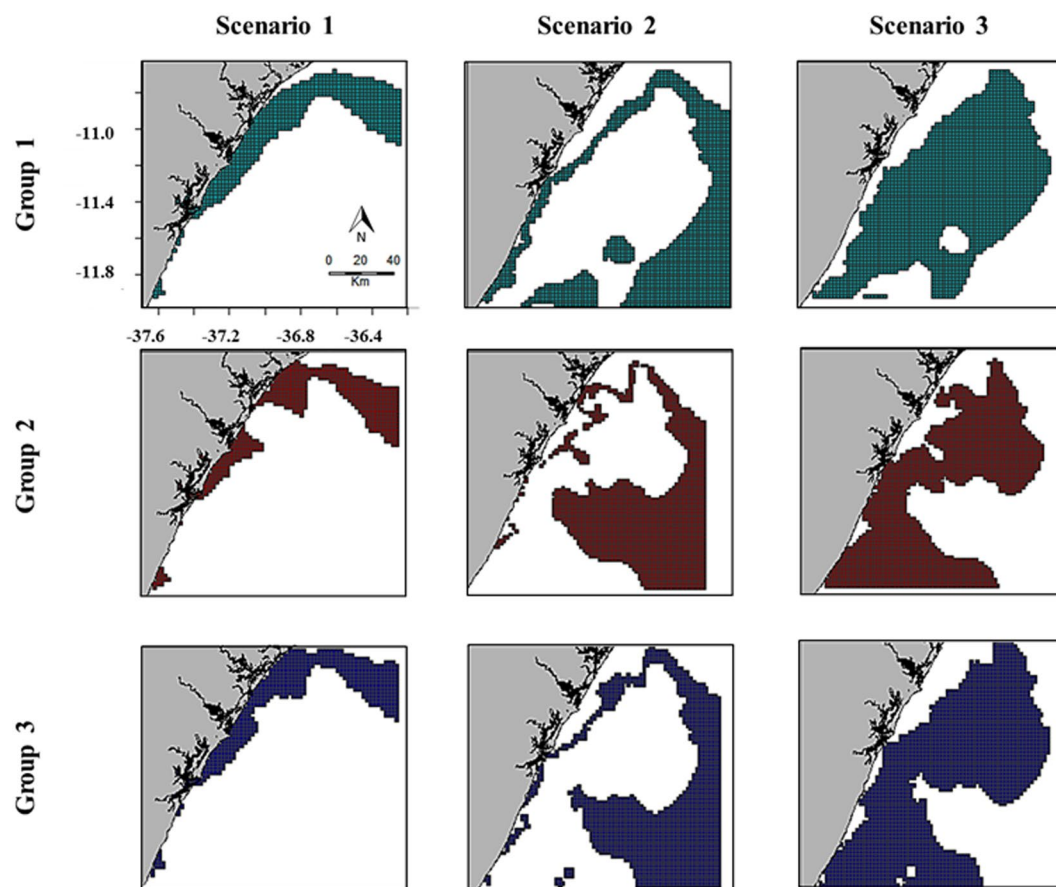 Scenario 1
Scenario 2
Scenario 3
Group 1
-11.0
-11.4
-11.8
N
0 20 40
Km
-37.6 -37.2 -36.8 -36.4
Group 2
Group 3